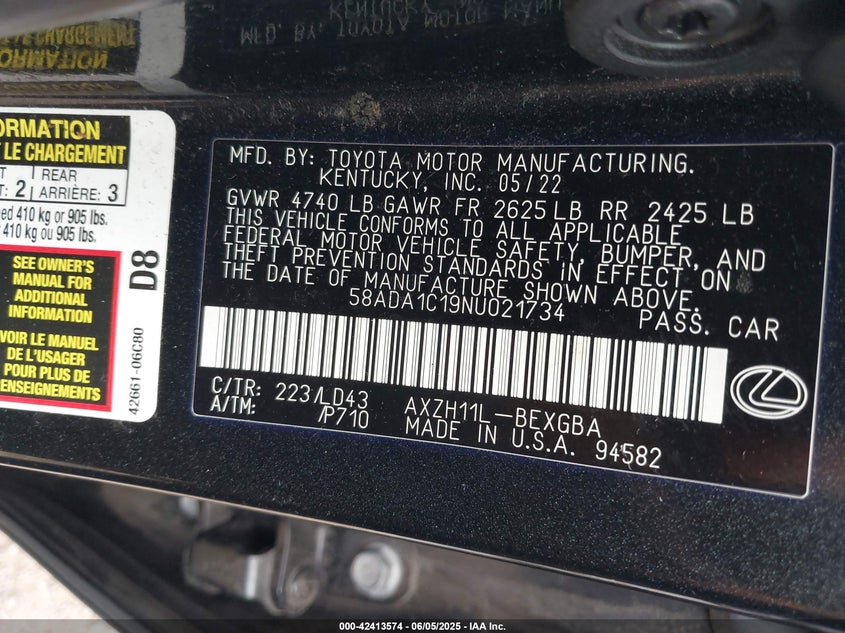 MFD. BY: TOYOTA MOTOR MANUFACTURING.
KENTUCKY, INC. 05/22
GVWR 4740 LB GAWR FR 2625 LB RR 2425 LB
THIS VEHICLE CONFORMS TO ALL APPLICABLE
FEDERAL MOTOR VEHICLE SAFETY, BUMPER, AND
THEFT PREVENTION STANDARDS IN EFFECT ON
THE DATE OF MANUFACTURE SHOWN ABOVE.
58ADA1C19NU021734
PASS. CAR
C/TR: 223/LD43 AXZH11L-BEXGBA
A/TM: /P710 MADE IN U.S.A. 94582
LE CHARGEMENT
REAR
2 ARRIÈRE: 3
410 kg or 905 lbs.
410 kg ou 905 lbs.
SEE OWNER'S
MANUAL FOR
ADDITIONAL
INFORMATION
VOIR LE MANUEL
DE L'USAGER
POUR PLUS DE
RENSEIGNEMENTS
D8
42661-06C80
000-42413574 - 06/05/2025 - IAA Inc.